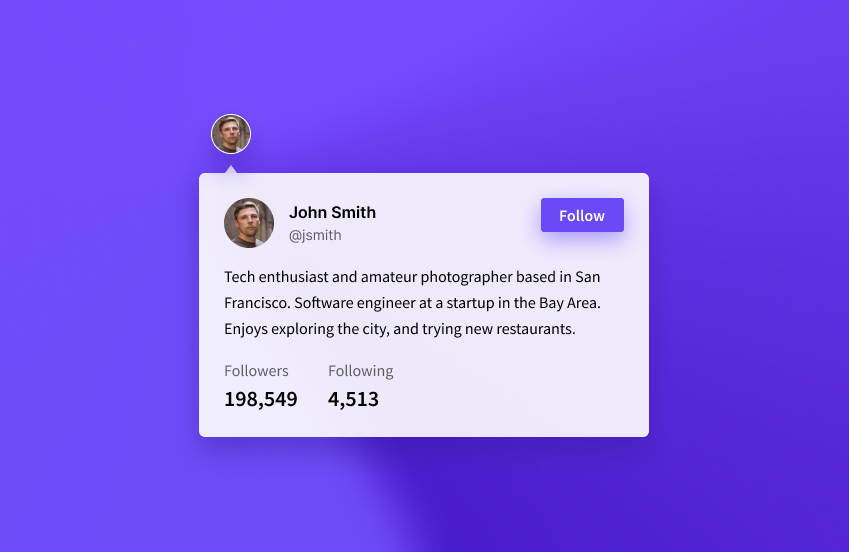 John Smith
@jsmith
Follow
Tech enthusiast and amateur photographer based in San
Francisco. Software engineer at a startup in the Bay Area.
Enjoys exploring the city, and trying new restaurants.
Followers
Following
198,549
4,513